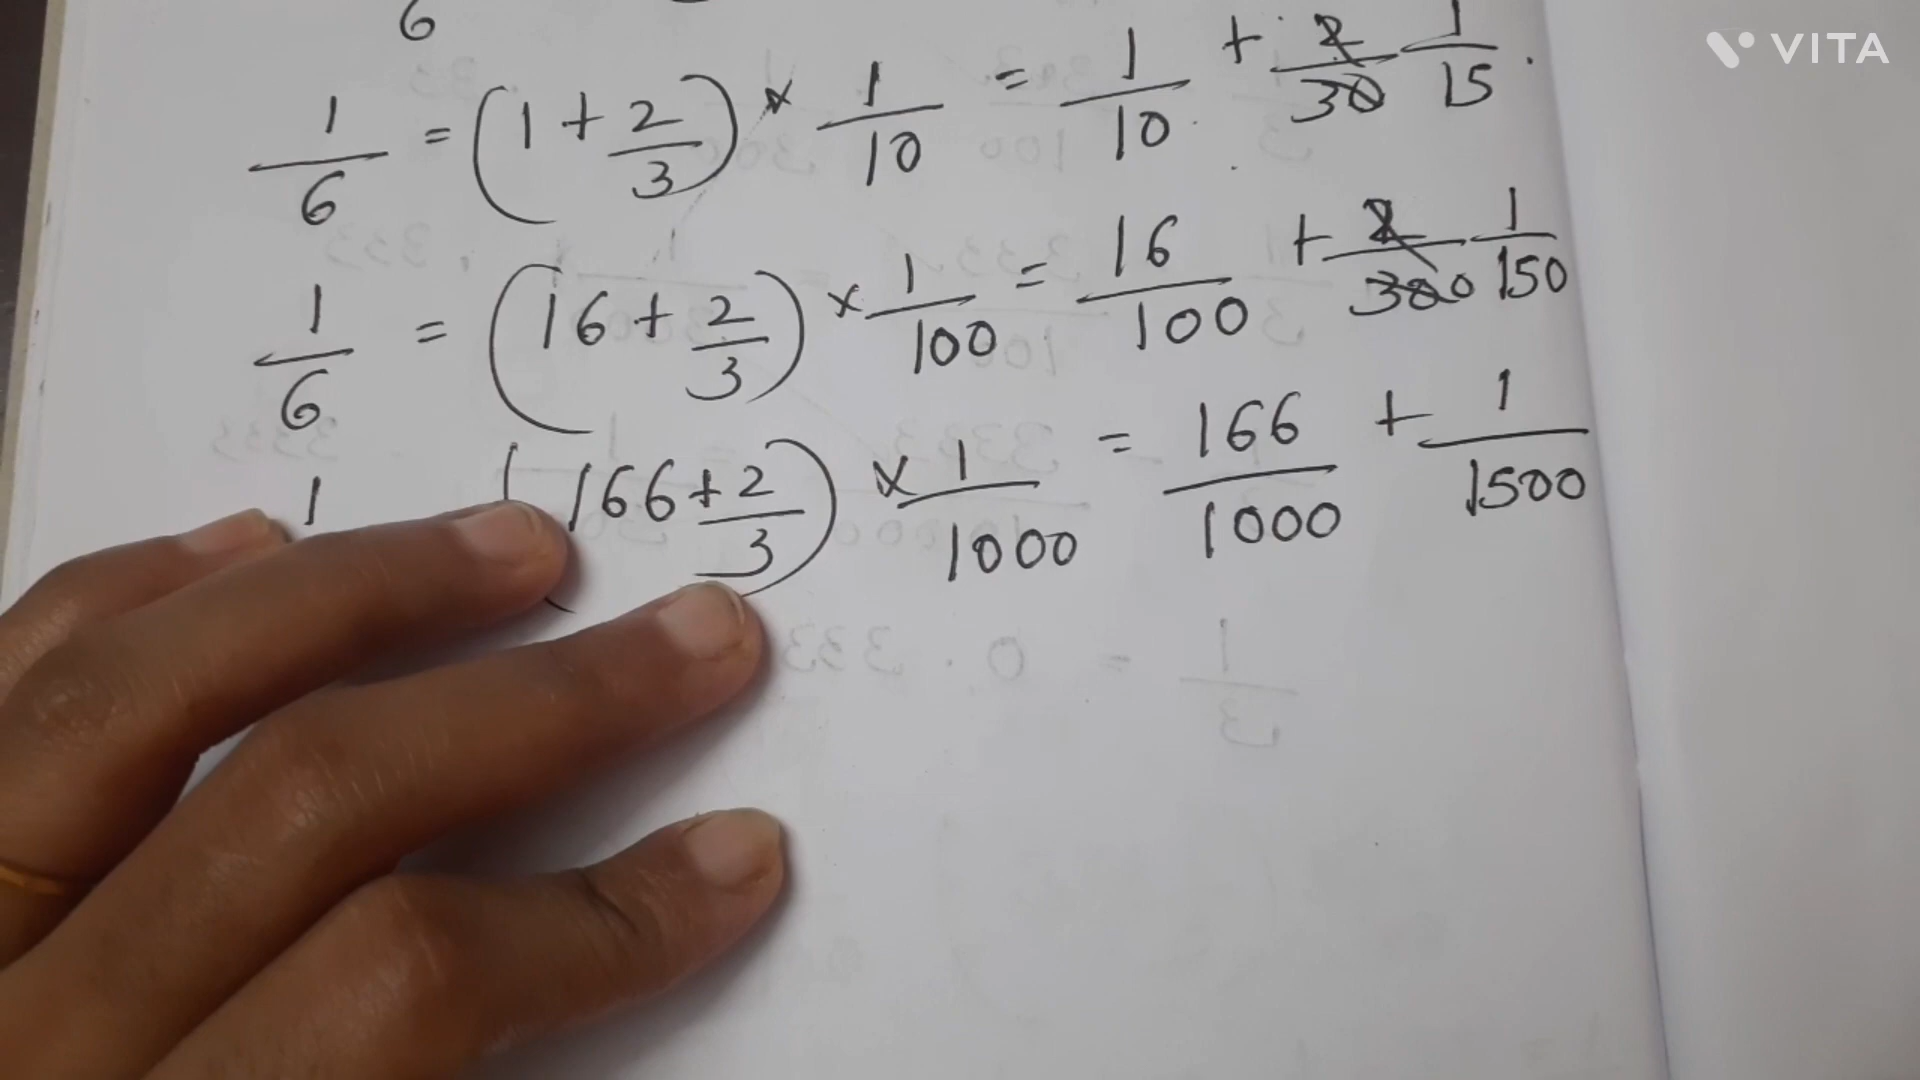 6
1/6 = (1 + 2/3) × 1/10 = 1/10 + 2/30 1/15 .
1/6 = (16 + 2/3) × 1/100 = 16/100 + 2/300 1/150
1 (166 + 2/3) × 1/1000 = 166/1000 + 1/1500
VITA